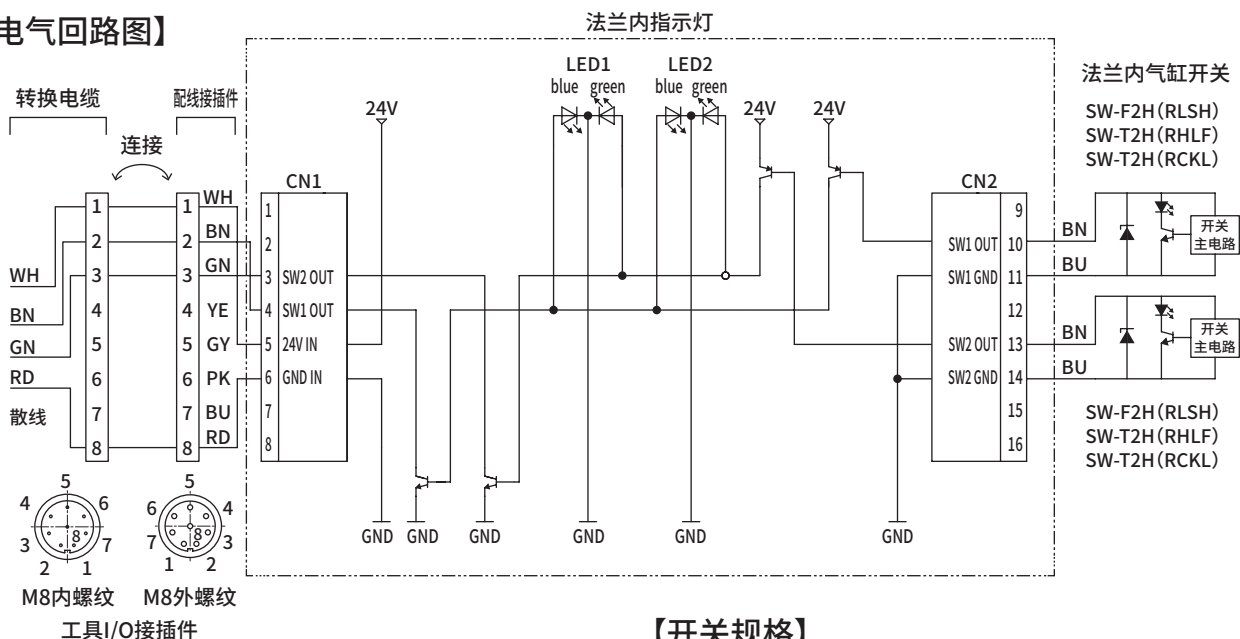 电气回路图】
法兰内指示灯
转换电缆
配线接插件
连接
24V
LED1
blue green
LED2
blue green
24V
24V
法兰内气缸开关
SW-F2H(RLSH)
SW-T2H(RHLF)
SW-T2H(RCKL)
CN1
CN2
1 1 WH 1
2 2 BN 2
3 3 GN 3 SW2 OUT
4 4 YE 4 SW1 OUT
5 5 GY 5 24V IN
6 6 PK 6 GND IN
7 7 BU 7
8 8 RD 8
WH
BN
GN
RD
散线
9
SW1 OUT 10 BN
SW1 GND 11 BU
12
SW2 OUT 13 BN
SW2 GND 14 BU
15
16
开关
主电路
开关
主电路
SW-F2H(RLSH)
SW-T2H(RHLF)
SW-T2H(RCKL)
GND GND GND GND GND GND
5
4 6
3 8 7
2 1
5
6 4
7 8 3
1 2
M8内螺纹 M8外螺纹
工具I/O接插件
【开关规格】